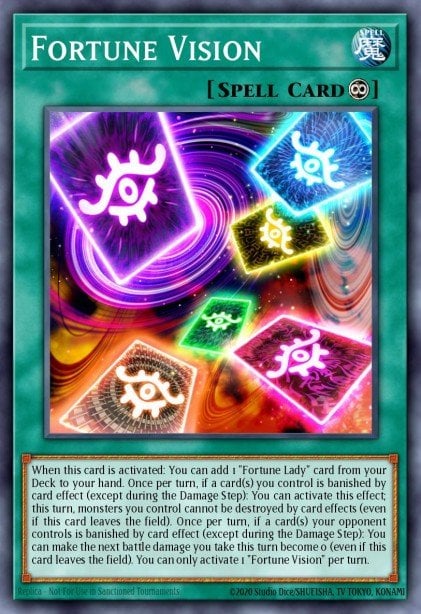 FORTUNE VISION
SPELL
魔
[SPELL CARD]
When this card is activated: You can add 1 "Fortune Lady" card from your
Deck to your hand. Once per turn, if a card(s) you control is banished by
card effect (except during the Damage Step): You can activate this effect;
this turn, monsters you control cannot be destroyed by card effects (even
if this card leaves the field). Once per turn, if a card(s) your opponent
controls is banished by card effect (except during the Damage Step): You
can make the next battle damage you take this turn become 0 (even if this
card leaves the field). You can only activate 1 "Fortune Vision" per turn.
Replica - Not For Use in Sanctioned Tournaments
©2020 Studio Dice/SHUEISHA, TV TOKYO, KONAMI